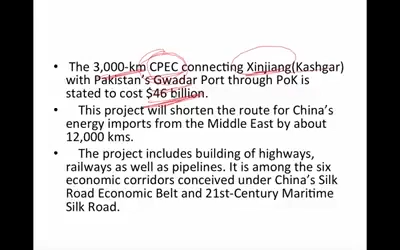 • The 3,000-km CPEC connecting Xinjiang(Kashgar)
with Pakistan's Gwadar Port through PoK is
stated to cost $46 billion.
• This project will shorten the route for China's
energy imports from the Middle East by about
12,000 kms.
• The project includes building of highways,
railways as well as pipelines. It is among the six
economic corridors conceived under China's Silk
Road Economic Belt and 21st-Century Maritime
Silk Road.